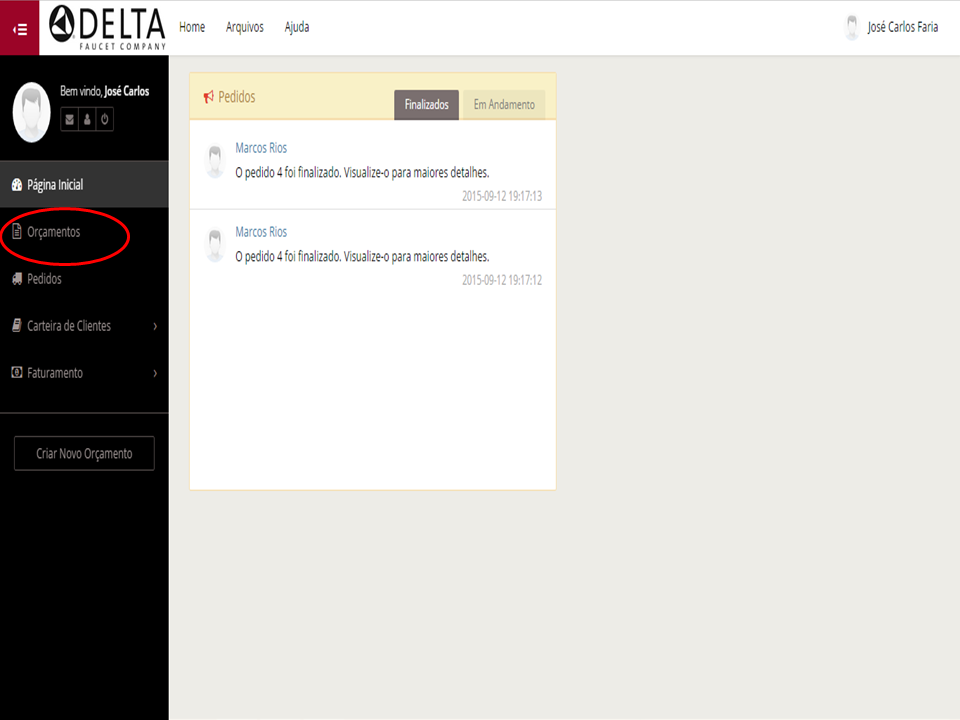 DELTA
FAUCET COMPANY
Home Arquivos Ajuda
José Carlos Faria
Bem vindo, José Carlos
Página Inicial
Orçamentos
Pedidos
Carteira de Clientes
Faturamento
Criar Novo Orçamento
Pedidos
Finalizados Em Andamento
Marcos Rios
O pedido 4 foi finalizado. Visualize-o para maiores detalhes.
2015-09-12 19:17:13
Marcos Rios
O pedido 4 foi finalizado. Visualize-o para maiores detalhes.
2015-09-12 19:17:12